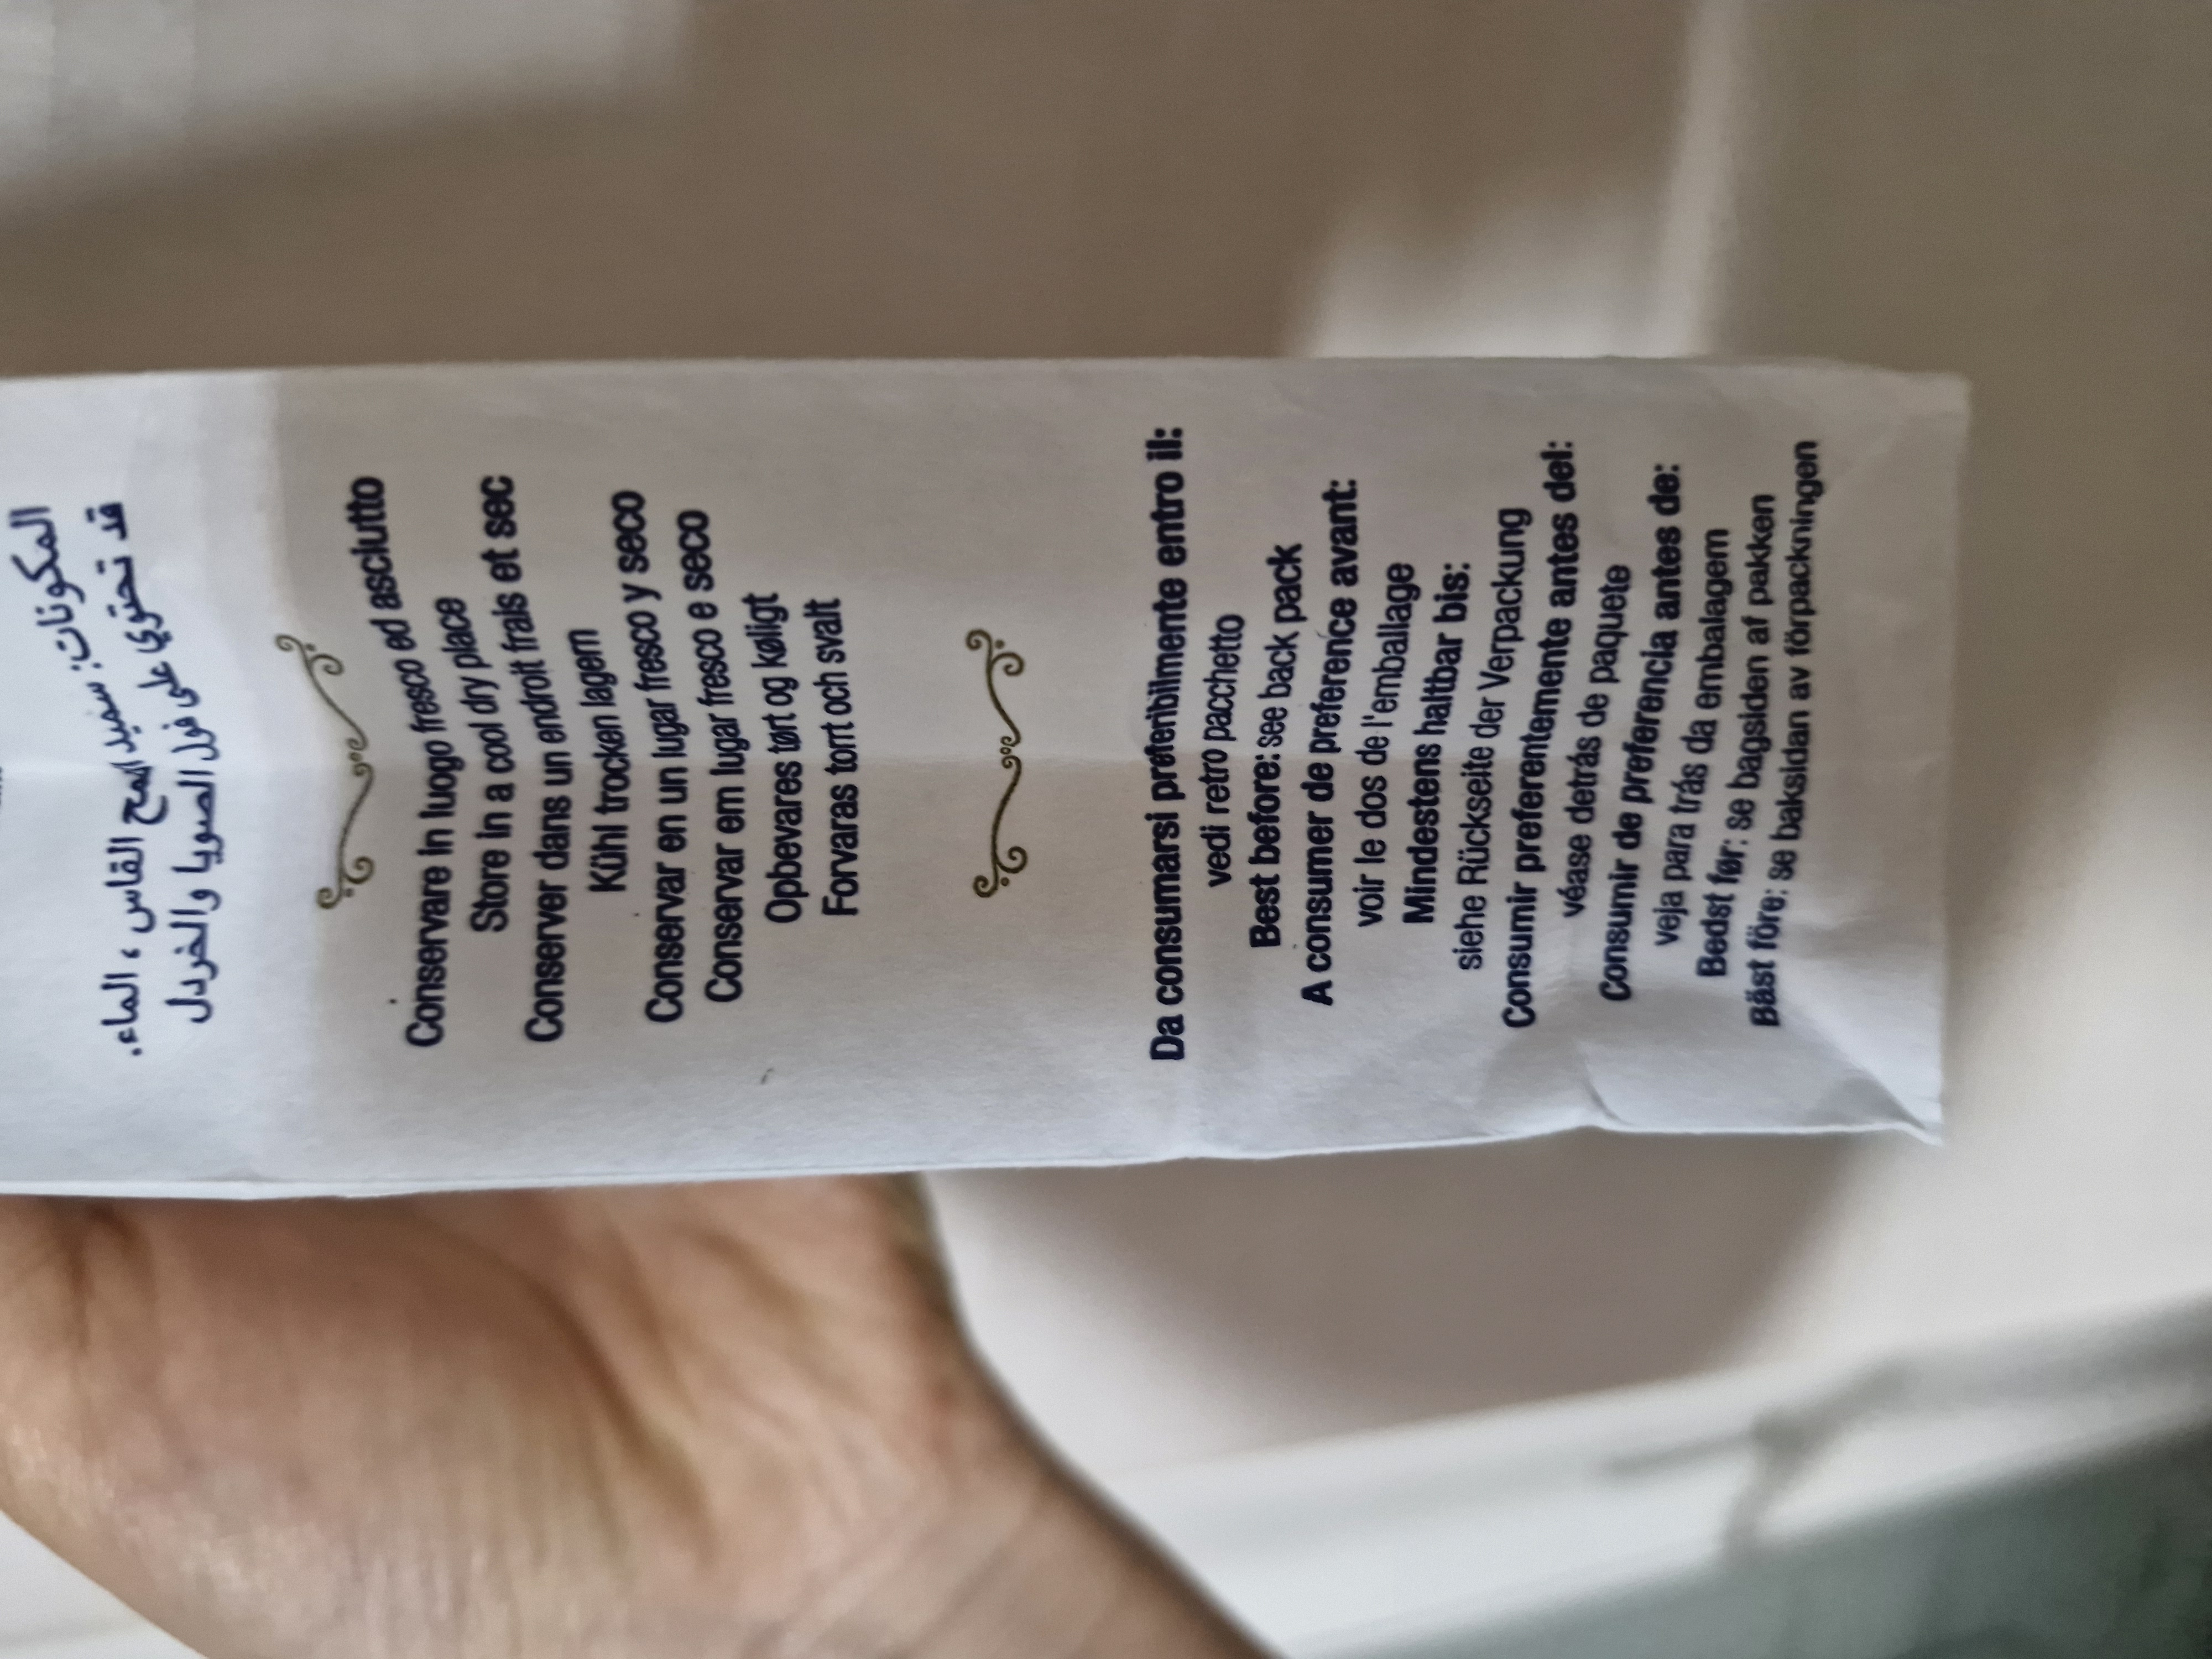 المكونات: سميد القمح القاس ، الماء.
قد تحتوي على فول الصويا والخردل
Conservare in luogo fresco ed asciutto
Store in a cool dry place
Conserver dans un endroit frais et sec
Kühl trocken lagern
Conservar en un lugar fresco y seco
Conservar em lugar fresco e seco
Opbevares tørt og køligt
Forvaras torrt och svalt
Da consumarsi preferibilmente entro il:
vedi retro pacchetto
Best before: see back pack
A consumer de preference avant:
voir le dos de l'emballage
Mindestens haltbar bis:
siehe Rückseite der Verpackung
Consumir preferentemente antes del:
véase detrás de paquete
Consumir de preferencia antes de:
veja para trás da embalagem
Bedst før: se bagsiden af pakken
Bäst före: se baksidan av förpackningen